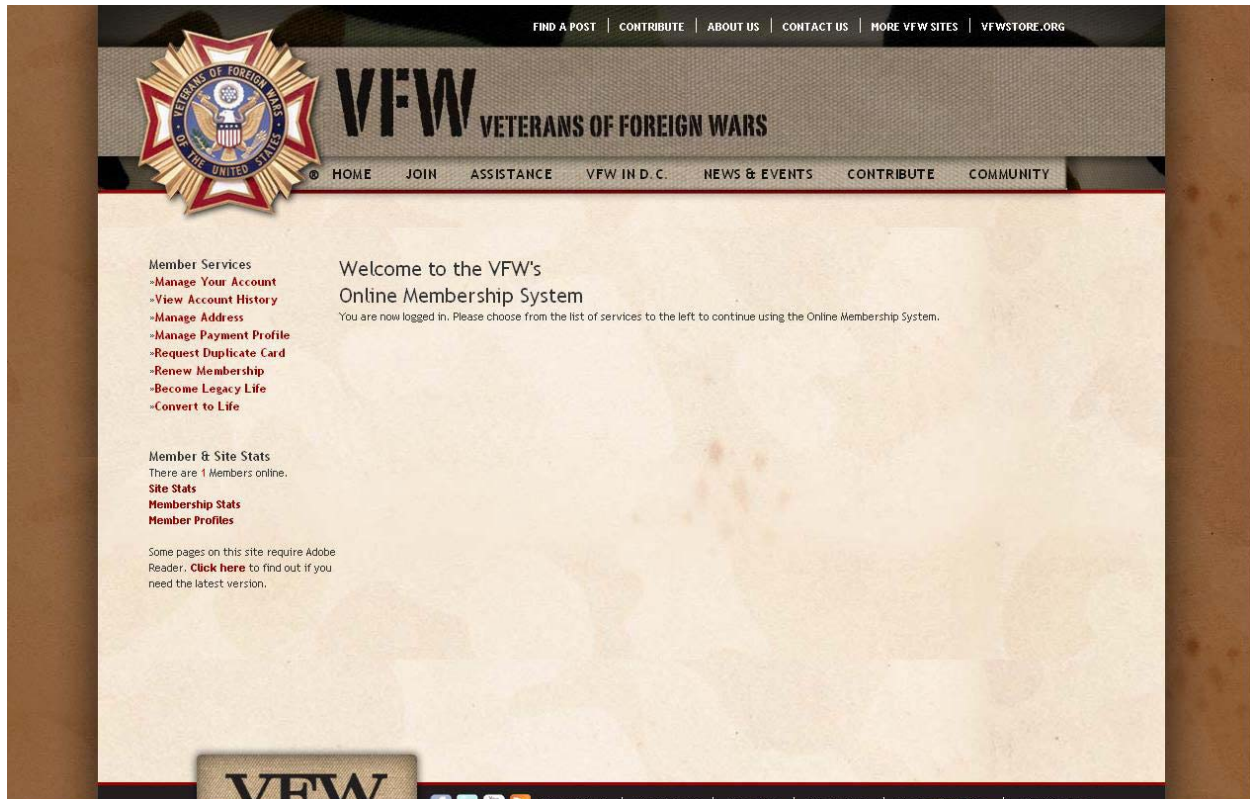 FIND A POST | CONTRIBUTE | ABOUT US | CONTACT US | MORE VFW SITES | VFWSTORE.ORG
VETERANS OF FOREIGN WARS
OF THE UNITED STATES
VFW VETERANS OF FOREIGN WARS
® HOME JOIN ASSISTANCE VFW IN D.C. NEWS & EVENTS CONTRIBUTE COMMUNITY
Member Services
»Manage Your Account
»View Account History
»Manage Address
»Manage Payment Profile
»Request Duplicate Card
»Renew Membership
»Become Legacy Life
»Convert to Life
Member & Site Stats
There are 1 Members online.
Site Stats
Membership Stats
Member Profiles
Some pages on this site require Adobe
Reader. Click here to find out if you
need the latest version.
Welcome to the VFW's
Online Membership System
You are now logged in. Please choose from the list of services to the left to continue using the Online Membership System.
VFW